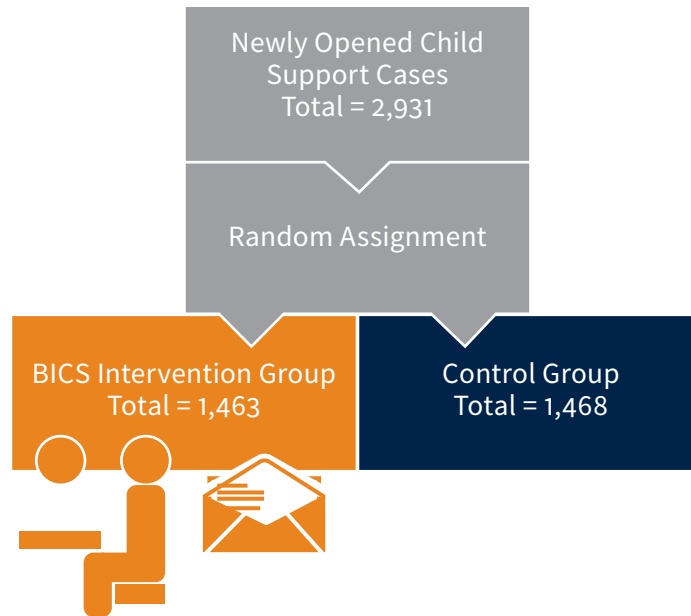 Newly Opened Child
Support Cases
Total = 2,931
Random Assignment
BICS Intervention Group
Total = 1,463
Control Group
Total = 1,468